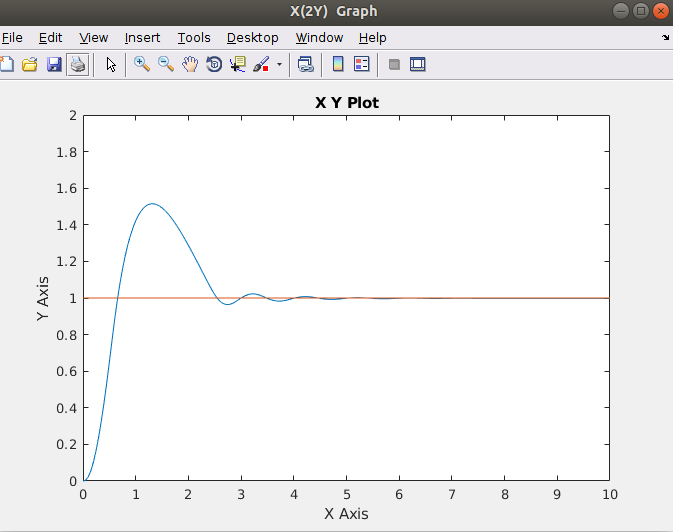 X(2Y) Graph
File Edit View Insert Tools Desktop Window Help
X Y Plot
2
1.8
1.6
1.4
1.2
1
0.8
0.6
0.4
0.2
0
Y Axis
0 1 2 3 4 5 6 7 8 9 10
X Axis